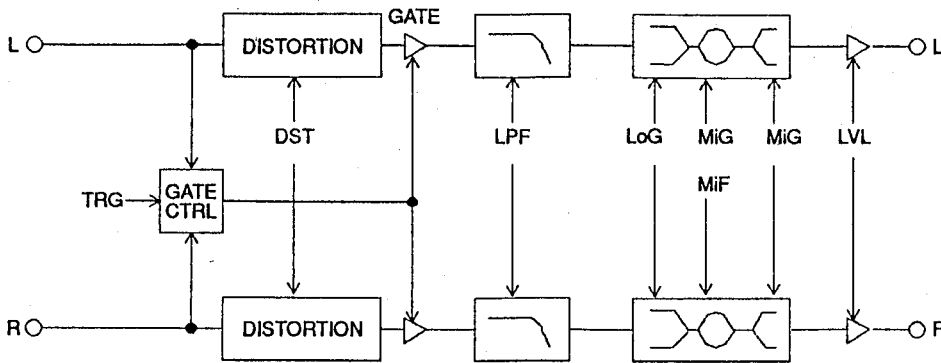 GATE
L
DISTORTION
L
DST
LPF
LoG
MiG
MiG
LVL
TRG
GATE
CTRL
MiF
R
DISTORTION